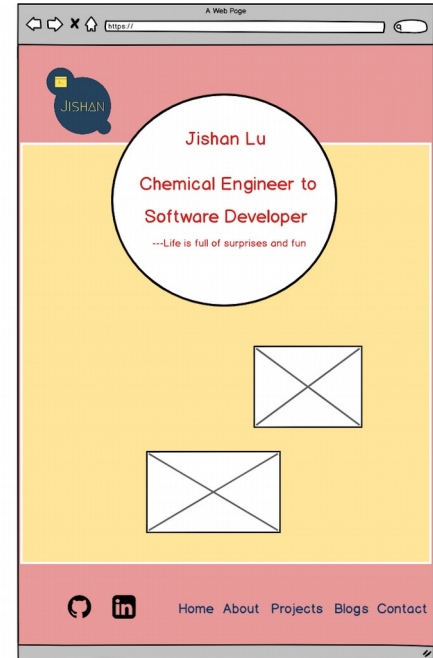 A Web Page
https://
JISHAN
Jishan Lu
Chemical Engineer to
Software Developer
---Life is full of surprises and fun
in
Home About Projects Blogs Contact